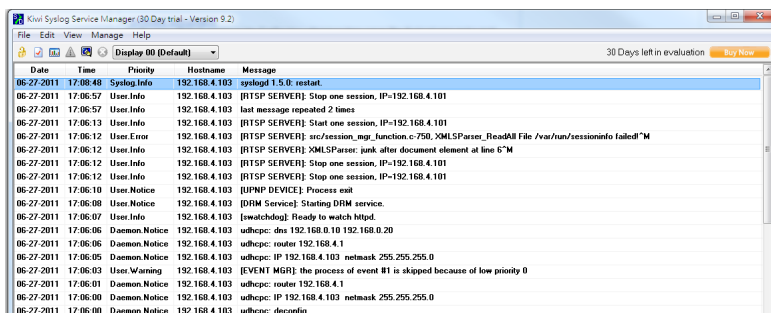 Kiwi Syslog Service Manager (30 Day trial - Version 9.2)
File Edit View Manage Help
Display 00 (Default) 30 Days left in evaluation Buy Now
Date Time Priority Hostname Message
06-27-2011 17:08:48 Syslog.Info 192.168.4.103 syslogd 1.5.0: restart.
06-27-2011 17:06:57 User.Info 192.168.4.103 [RTSP SERVER]: Stop one session, IP=192.168.4.101
06-27-2011 17:06:57 User.Info 192.168.4.103 last message repeated 2 times
06-27-2011 17:06:13 User.Info 192.168.4.103 [RTSP SERVER]: Start one session, IP=192.168.4.101
06-27-2011 17:06:12 User.Error 192.168.4.103 [RTSP SERVER]: src/session_mgr_function.c-750, XMLSParser_ReadAll File /var/run/sessioninfo failed!^M
06-27-2011 17:06:12 User.Info 192.168.4.103 [RTSP SERVER]: XMLSParser: junk after document element at line 6^M
06-27-2011 17:06:12 User.Info 192.168.4.103 [RTSP SERVER]: Stop one session, IP=192.168.4.101
06-27-2011 17:06:12 User.Info 192.168.4.103 [RTSP SERVER]: Stop one session, IP=192.168.4.101
06-27-2011 17:06:10 User.Notice 192.168.4.103 [UPNP DEVICE]: Process exit
06-27-2011 17:06:08 User.Notice 192.168.4.103 [DRM Service]: Starting DRM service.
06-27-2011 17:06:07 User.Info 192.168.4.103 [swatchdog]: Ready to watch httpd.
06-27-2011 17:06:06 Daemon.Notice 192.168.4.103 udhcpc: dns 192.168.0.10 192.168.0.20
06-27-2011 17:06:06 Daemon.Notice 192.168.4.103 udhcpc: router 192.168.4.1
06-27-2011 17:06:05 Daemon.Notice 192.168.4.103 udhcpc: IP 192.168.4.103 netmask 255.255.255.0
06-27-2011 17:06:03 User.Warning 192.168.4.103 [EVENT MGR]: the process of event #1 is skipped because of low priority 0
06-27-2011 17:06:01 Daemon.Notice 192.168.4.103 udhcpc: router 192.168.4.1
06-27-2011 17:06:00 Daemon.Notice 192.168.4.103 udhcpc: IP 192.168.4.103 netmask 255.255.255.0
06-27-2011 17:06:00 Daemon.Notice 192.168.4.103 udhcpc: deconfig